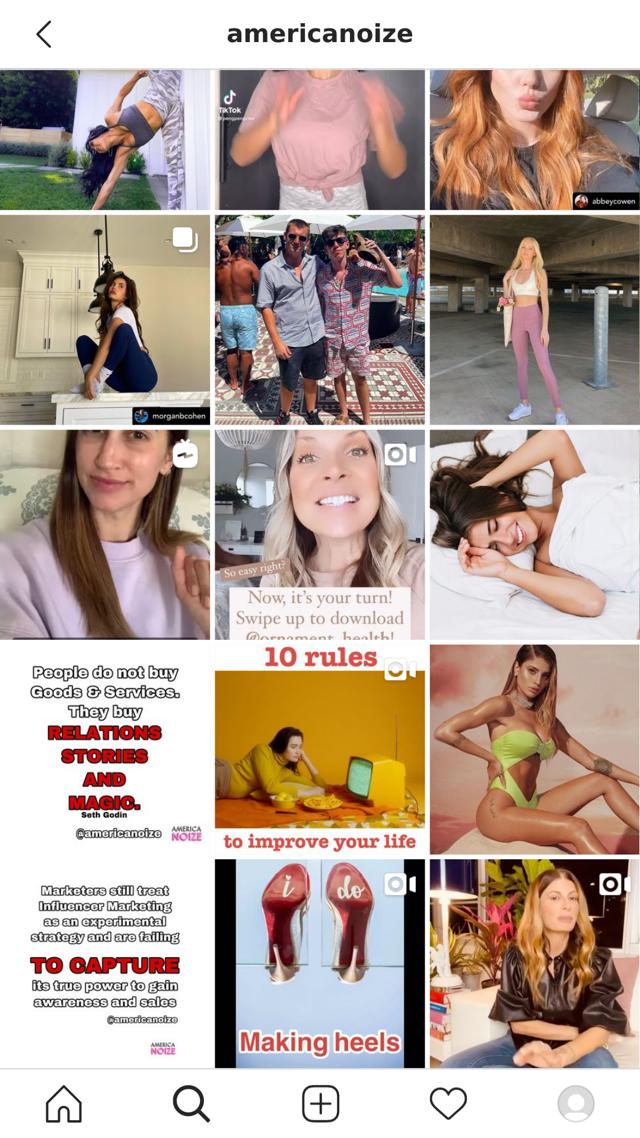 americanoize
TikTok
abbeycowen
morganbcohen
So easy right?
Now, it's your turn!
Swipe up to download
@ornament_health!
People do not buy
Goods & Services.
They buy
RELATIONS
STORIES
AND
MAGIC.
Seth Godin
@americanoize
AMERICA
NOIZE
10 rules
to improve your life
Marketers still treat
Influencer Marketing
as an experimental
strategy and are failing
TO CAPTURE
its true power to gain
awareness and sales
@americanoize
AMERICA
NOIZE
i do
Making heels